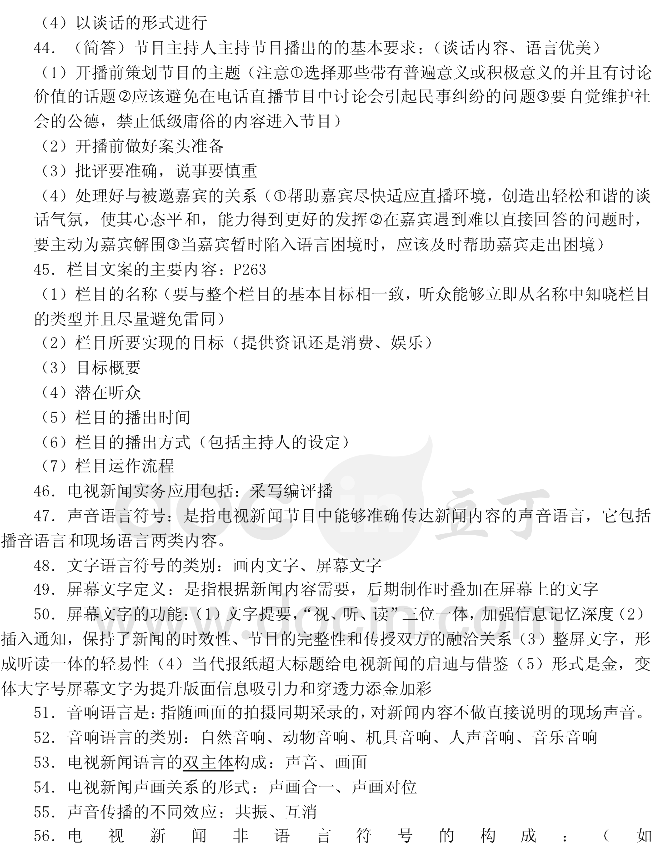 （4）以谈话的形式进行
44．（简答）节目主持人主持节目播出的的基本要求：（谈话内容、语言优美）
（1）开播前策划节目的主题（注意①选择那些带有普遍意义或积极意义的并且有讨论
价值的话题②应该避免在电话直播节目中讨论会引起民事纠纷的问题③要自觉维护社
会的公德，禁止低级庸俗的内容进入节目）
（2）开播前做好案头准备
（3）批评要准确，说事要慎重
（4）处理好与被邀嘉宾的关系（①帮助嘉宾尽快适应直播环境，创造出轻松和谐的谈
话气氛，使其心态平和，能力得到更好的发挥②在嘉宾遇到难以直接回答的问题时，
要主动为嘉宾解围③当嘉宾暂时陷入语言困境时，应该及时帮助嘉宾走出困境）
45．栏目文案的主要内容：P263
（1）栏目的名称（要与整个栏目的基本目标相一致，听众能够立即从名称中知晓栏目
的类型并且尽量避免雷同）
（2）栏目所要实现的目标（提供资讯还是消费、娱乐）
（3）目标概要
（4）潜在听众
（5）栏目的播出时间
（6）栏目的播出方式（包括主持人的设定）
（7）栏目运作流程
46．电视新闻实务应用包括：采写编评播
47．声音语言符号：是指电视新闻节目中能够准确传达新闻内容的声音语言，它包括
播音语言和现场语言两类内容。
48．文字语言符号的类别：画内文字、屏幕文字
49．屏幕文字定义：是指根据新闻内容需要，后期制作时叠加在屏幕上的文字
50．屏幕文字的功能：（1）文字提要，“视、听、读”三位一体，加强信息记忆深度（2）
插入通知，保持了新闻的时效性、节目的完整性和传授双方的融洽关系（3）整屏文字，形
成听读一体的轻易性（4）当代报纸超大标题给电视新闻的启迪与借鉴（5）形式是金，变
体大字号屏幕文字为提升版面信息吸引力和穿透力添金加彩
51．音响语言是：指随画面的拍摄同期采录的，对新闻内容不做直接说明的现场声音。
52．音响语言的类别：自然音响、动物音响、机具音响、人声音响、音乐音响
53．电视新闻语言的双主体构成：声音、画面
54．电视新闻声画关系的形式：声画合一、声画对位
55．声音传播的不同效应：共振、互消
56．电视新闻非语言符号的构成：（如
docin 豆丁
www.docin.com